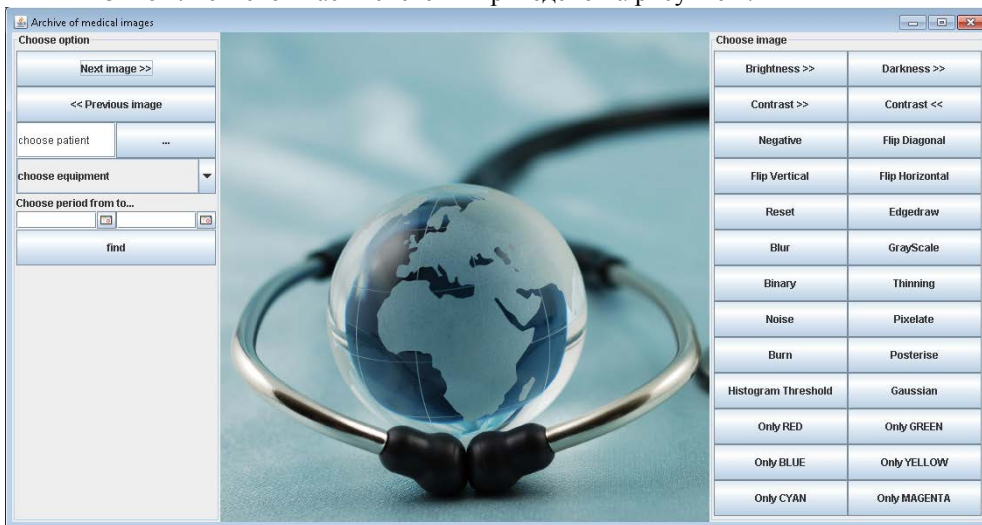 Archive of medical images
Choose option
Next image >>
<< Previous image
choose patient ...
choose equipment
Choose period from to...
find
Choose image
Brightness >> Darkness >>
Contrast >> Contrast <<
Negative Flip Diagonal
Flip Vertical Flip Horizontal
Reset Edgedraw
Blur GrayScale
Binary Thinning
Noise Pixelate
Burn Posterise
Histogram Threshold Gaussian
Only RED Only GREEN
Only BLUE Only YELLOW
Only CYAN Only MAGENTA